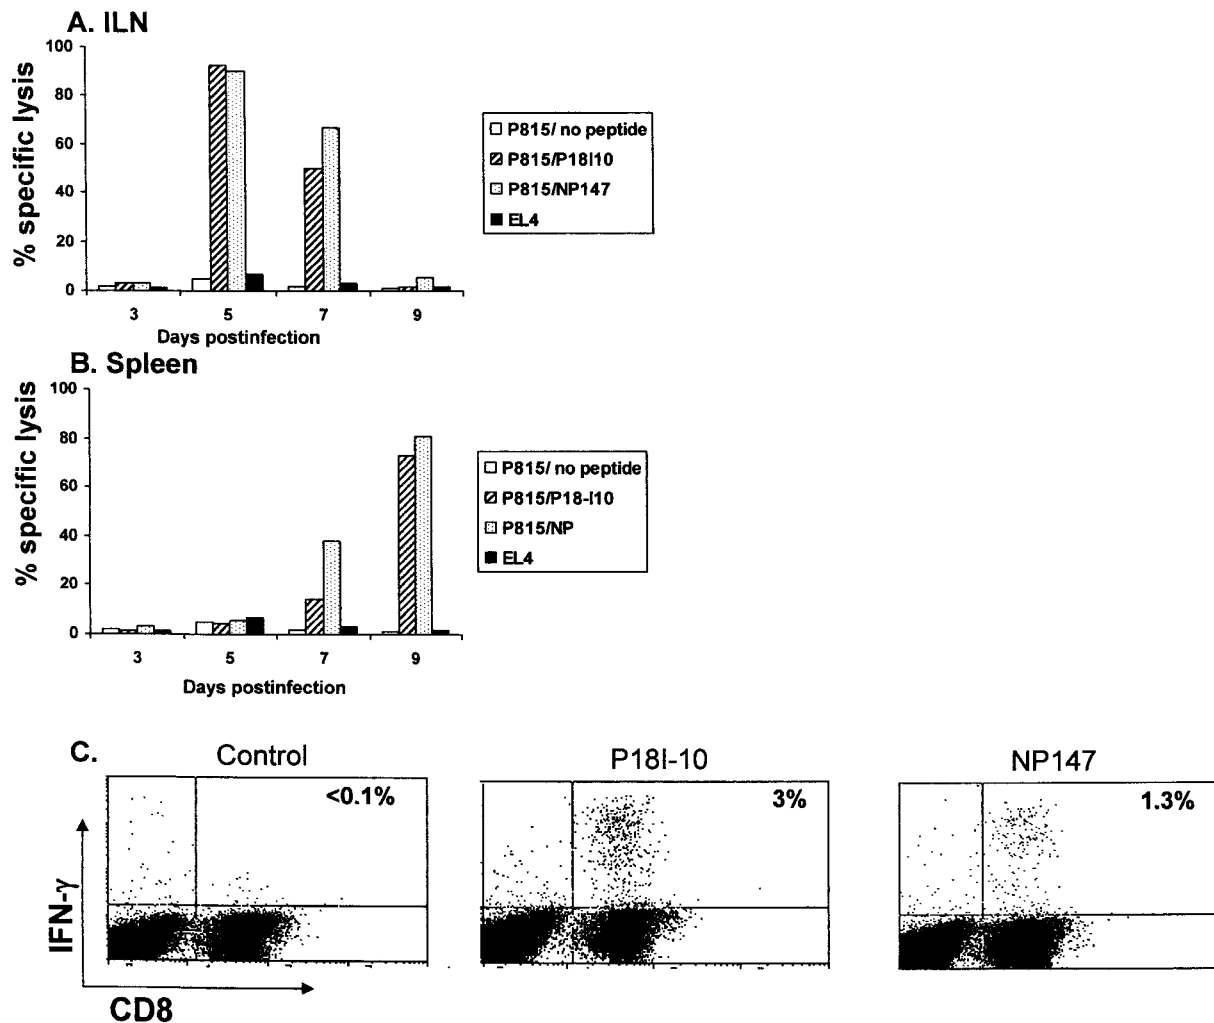 A. ILN
% specific lysis
100
80
60
40
20
0
3 5 7 9
Days postinfection
P815/ no peptide
P815/P18I10
P815/NP147
EL4
B. Spleen
% specific lysis
100
80
60
40
20
0
3 5 7 9
Days postinfection
P815/ no peptide
P815/P18-I10
P815/NP
EL4
C.
Control
P18I-10
NP147
<0.1%
3%
1.3%
IFN-γ
CD8